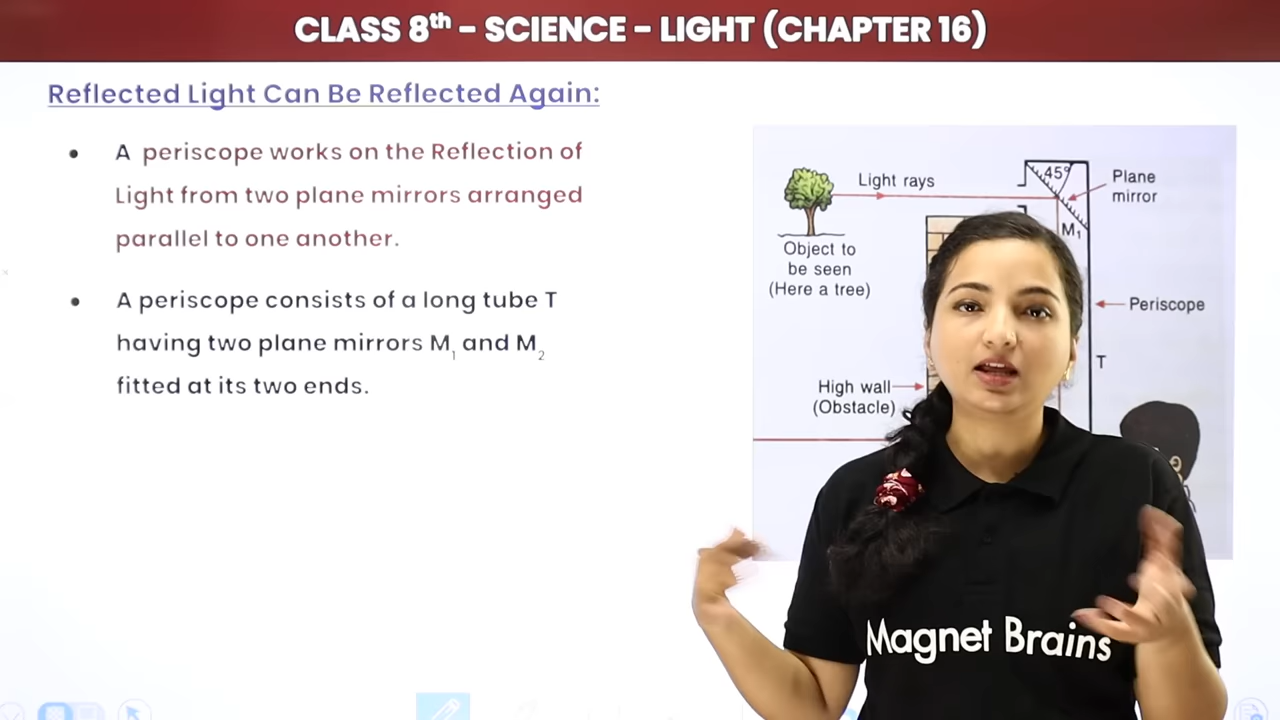 CLASS 8th – SCIENCE – LIGHT (CHAPTER 16)
Reflected Light Can Be Reflected Again:
• A periscope works on the Reflection of
Light from two plane mirrors arranged
parallel to one another.
• A periscope consists of a long tube T
having two plane mirrors M₁ and M₂
fitted at its two ends.
Light rays
45°
Plane
mirror
M₁
Object to
be seen
(Here a tree)
Periscope
T
High wall
(Obstacle)
Magnet Brains